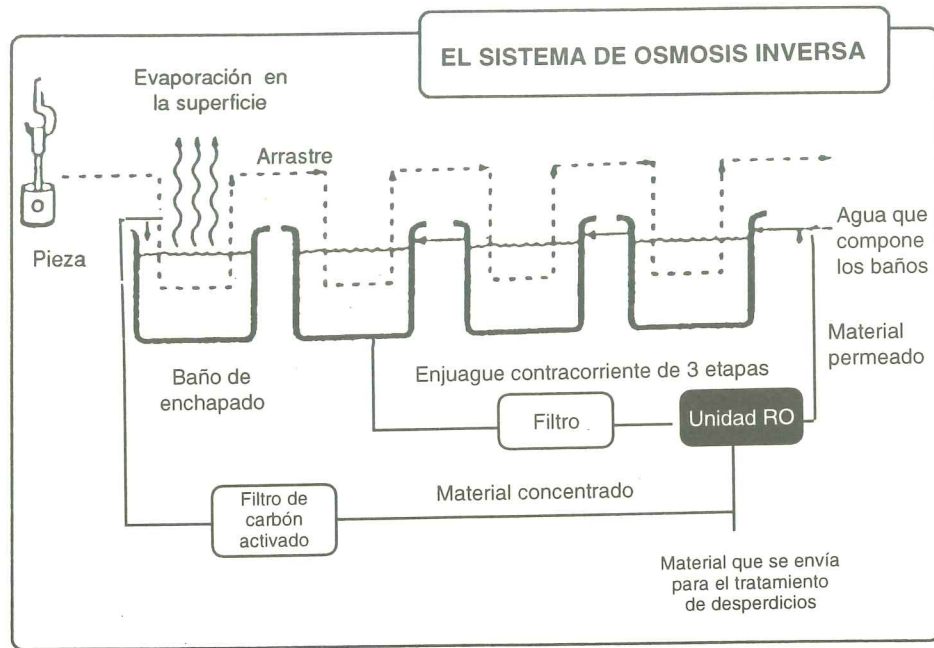 EL SISTEMA DE OSMOSIS INVERSA
Evaporación en
la superficie
Arrastre
Pieza
Agua que
compone
los baños
Material
permeado
Baño de
enchapado
Enjuague contracorriente de 3 etapas
Filtro
Unidad RO
Filtro de
carbón
activado
Material concentrado
Material que se envía
para el tratamiento
de desperdicios